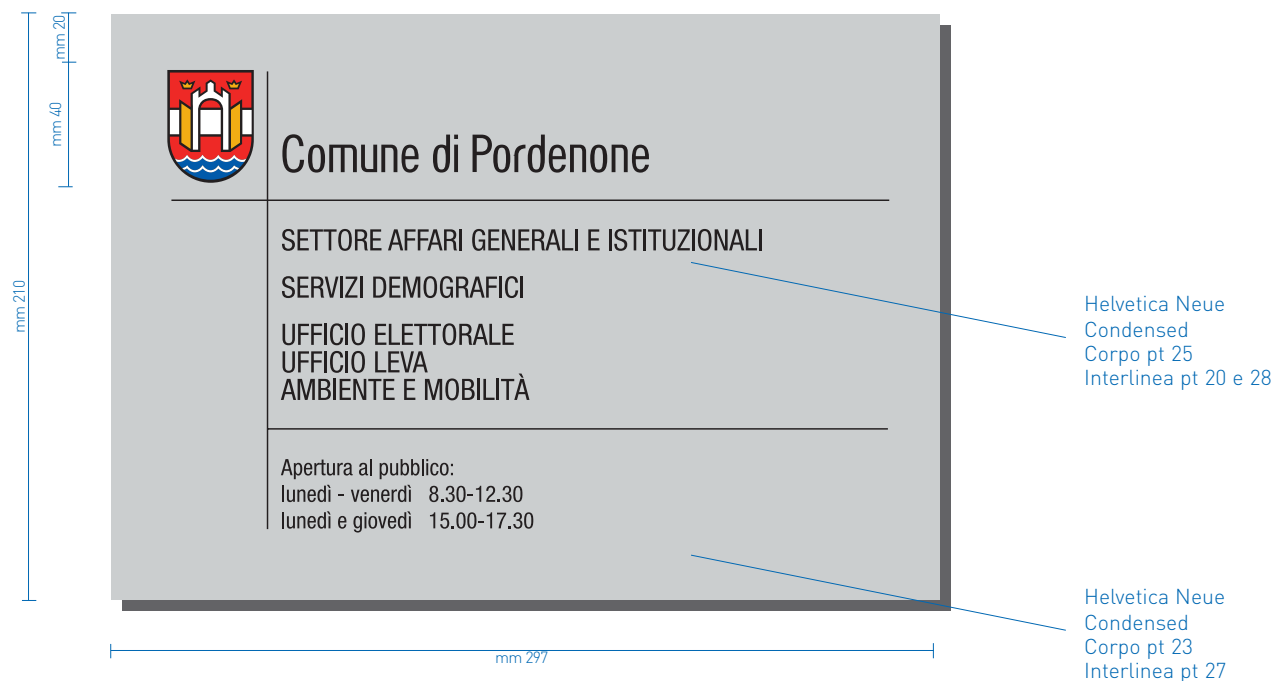 mm 20
mm 40
mm 210
Comune di Pordenone
SETTORE AFFARI GENERALI E ISTITUZIONALI
SERVIZI DEMOGRAFICI
UFFICIO ELETTORALE
UFFICIO LEVA
AMBIENTE E MOBILITÀ
Apertura al pubblico:
lunedì - venerdì 8.30-12.30
lunedì e giovedì 15.00-17.30
Helvetica Neue
Condensed
Corpo pt 25
Interlinea pt 20 e 28
Helvetica Neue
Condensed
Corpo pt 23
Interlinea pt 27
mm 297